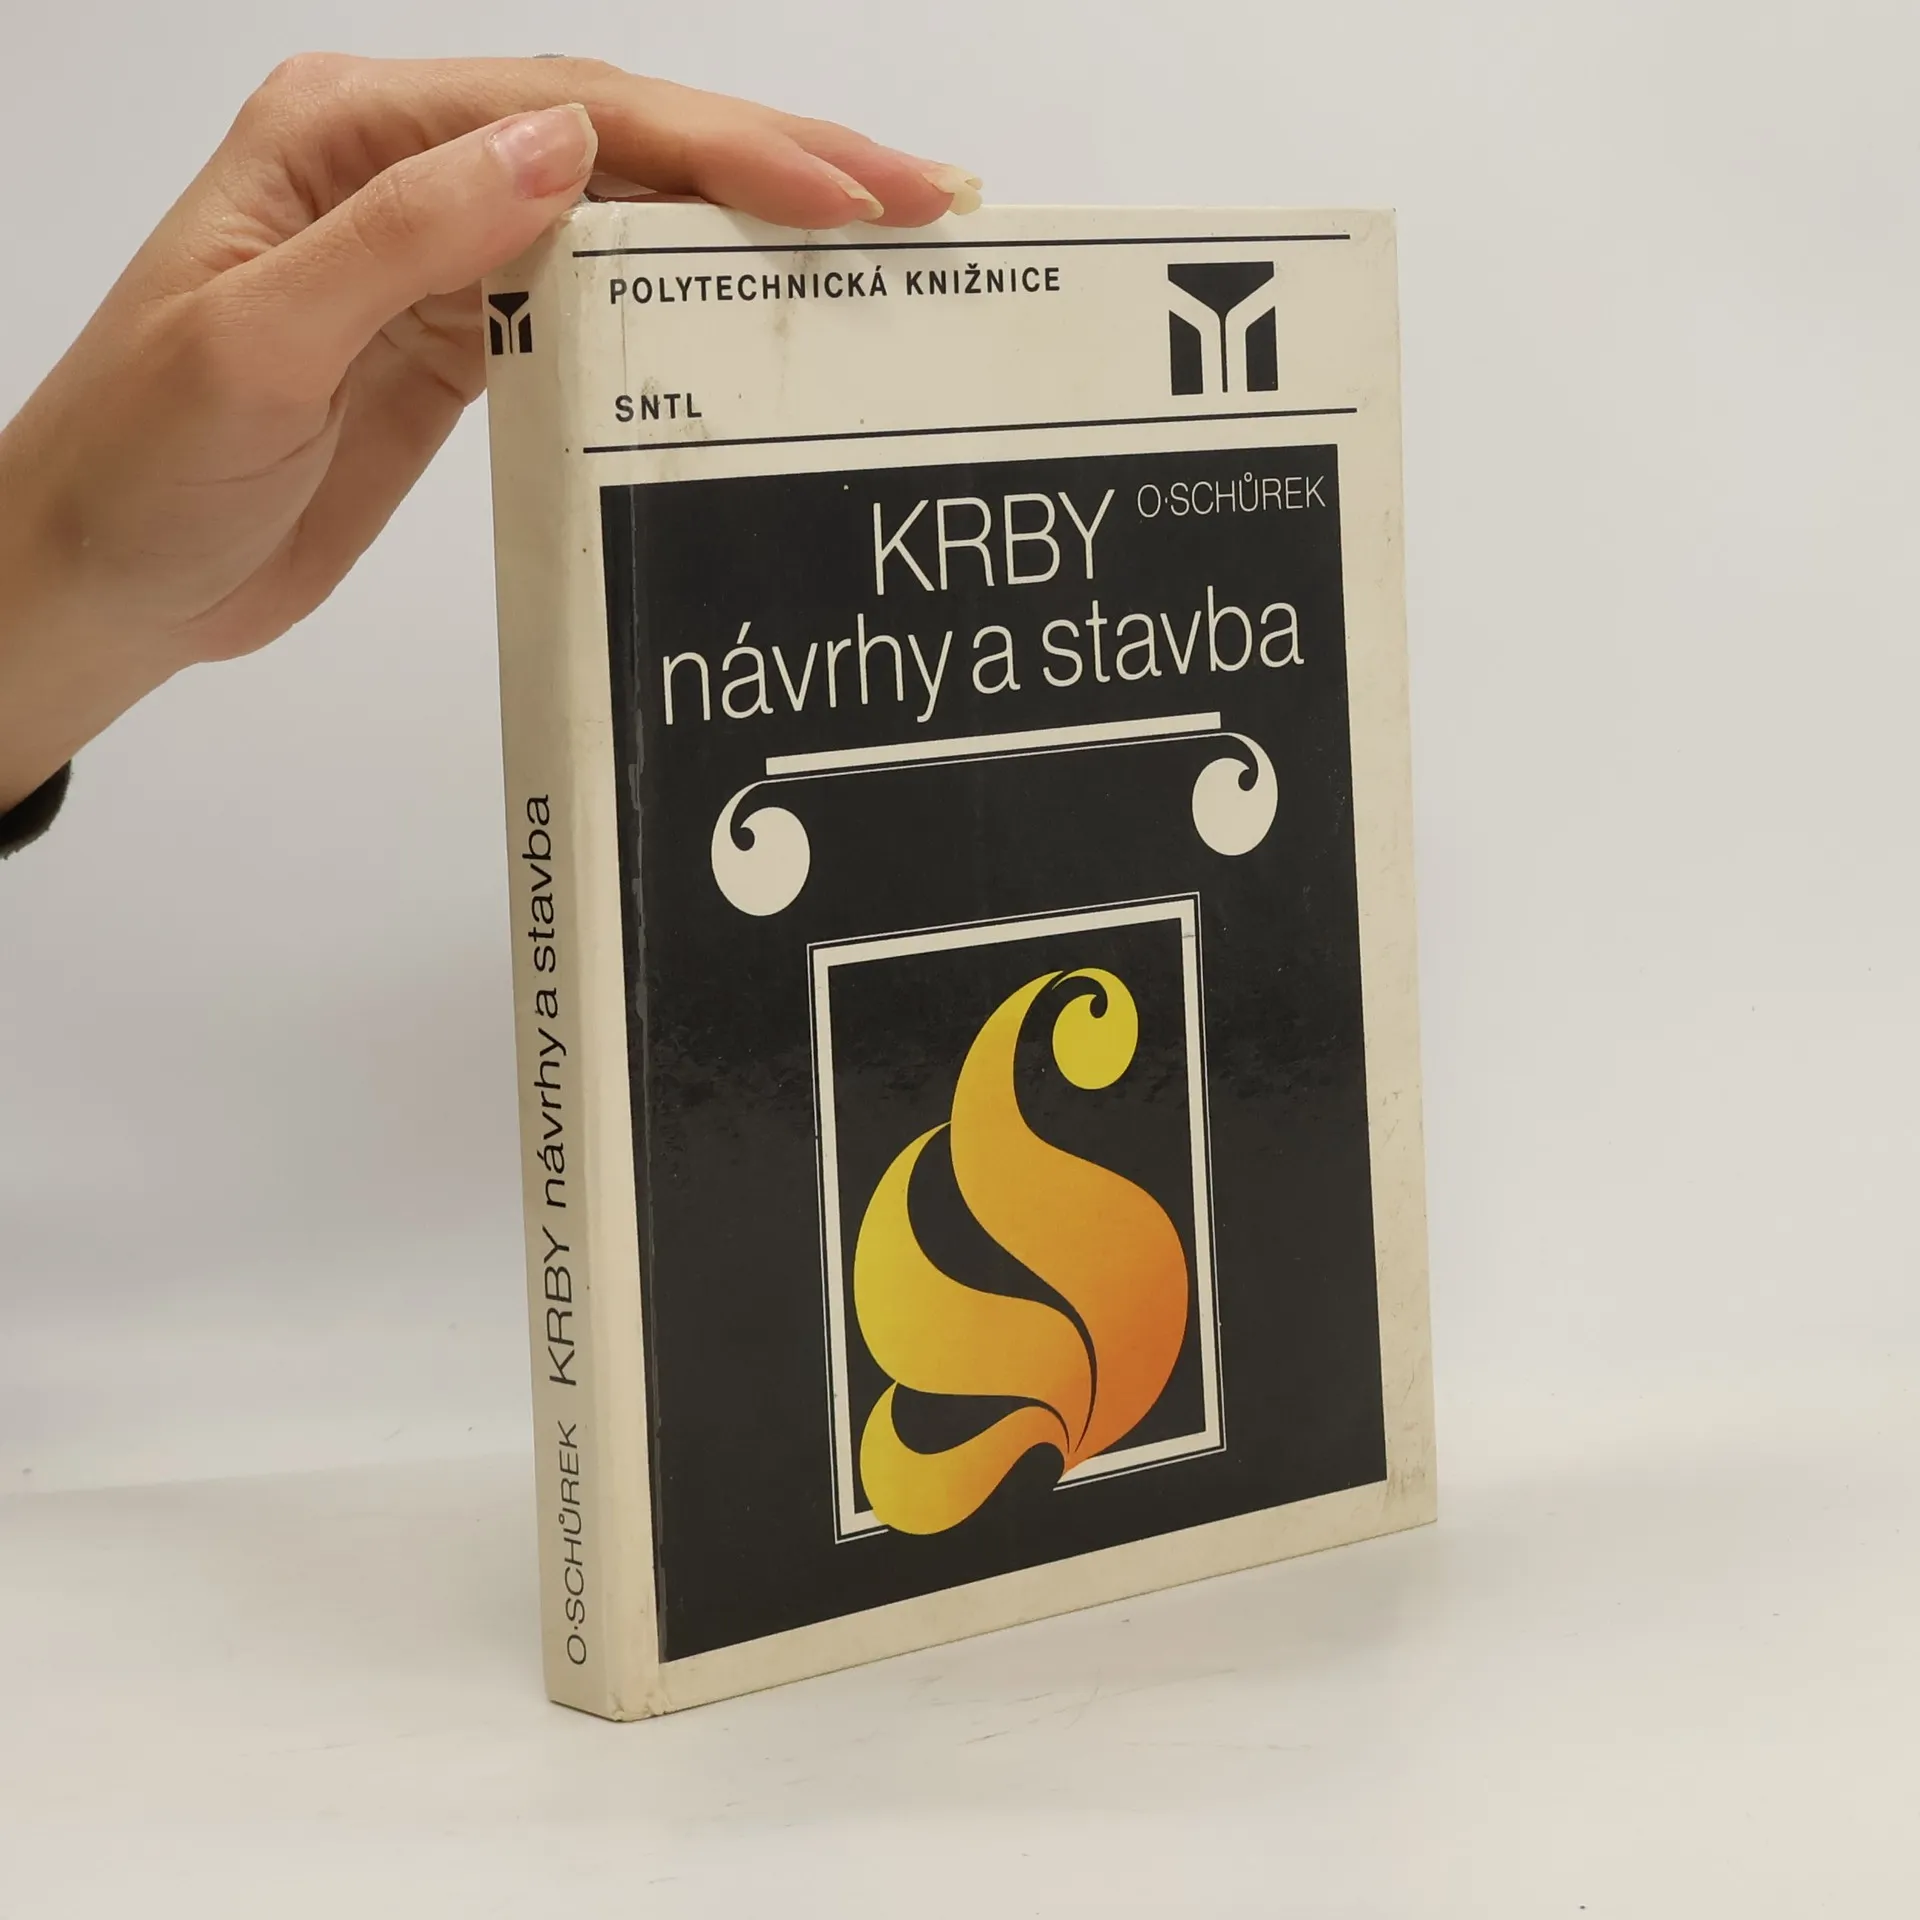 POLYTECHNICKÁ KNIŽNICE
SNTL
O·SCHŮREK
KRBY
návrhy a stavba
O·SCHŮREK KRBY návrhy a stavba